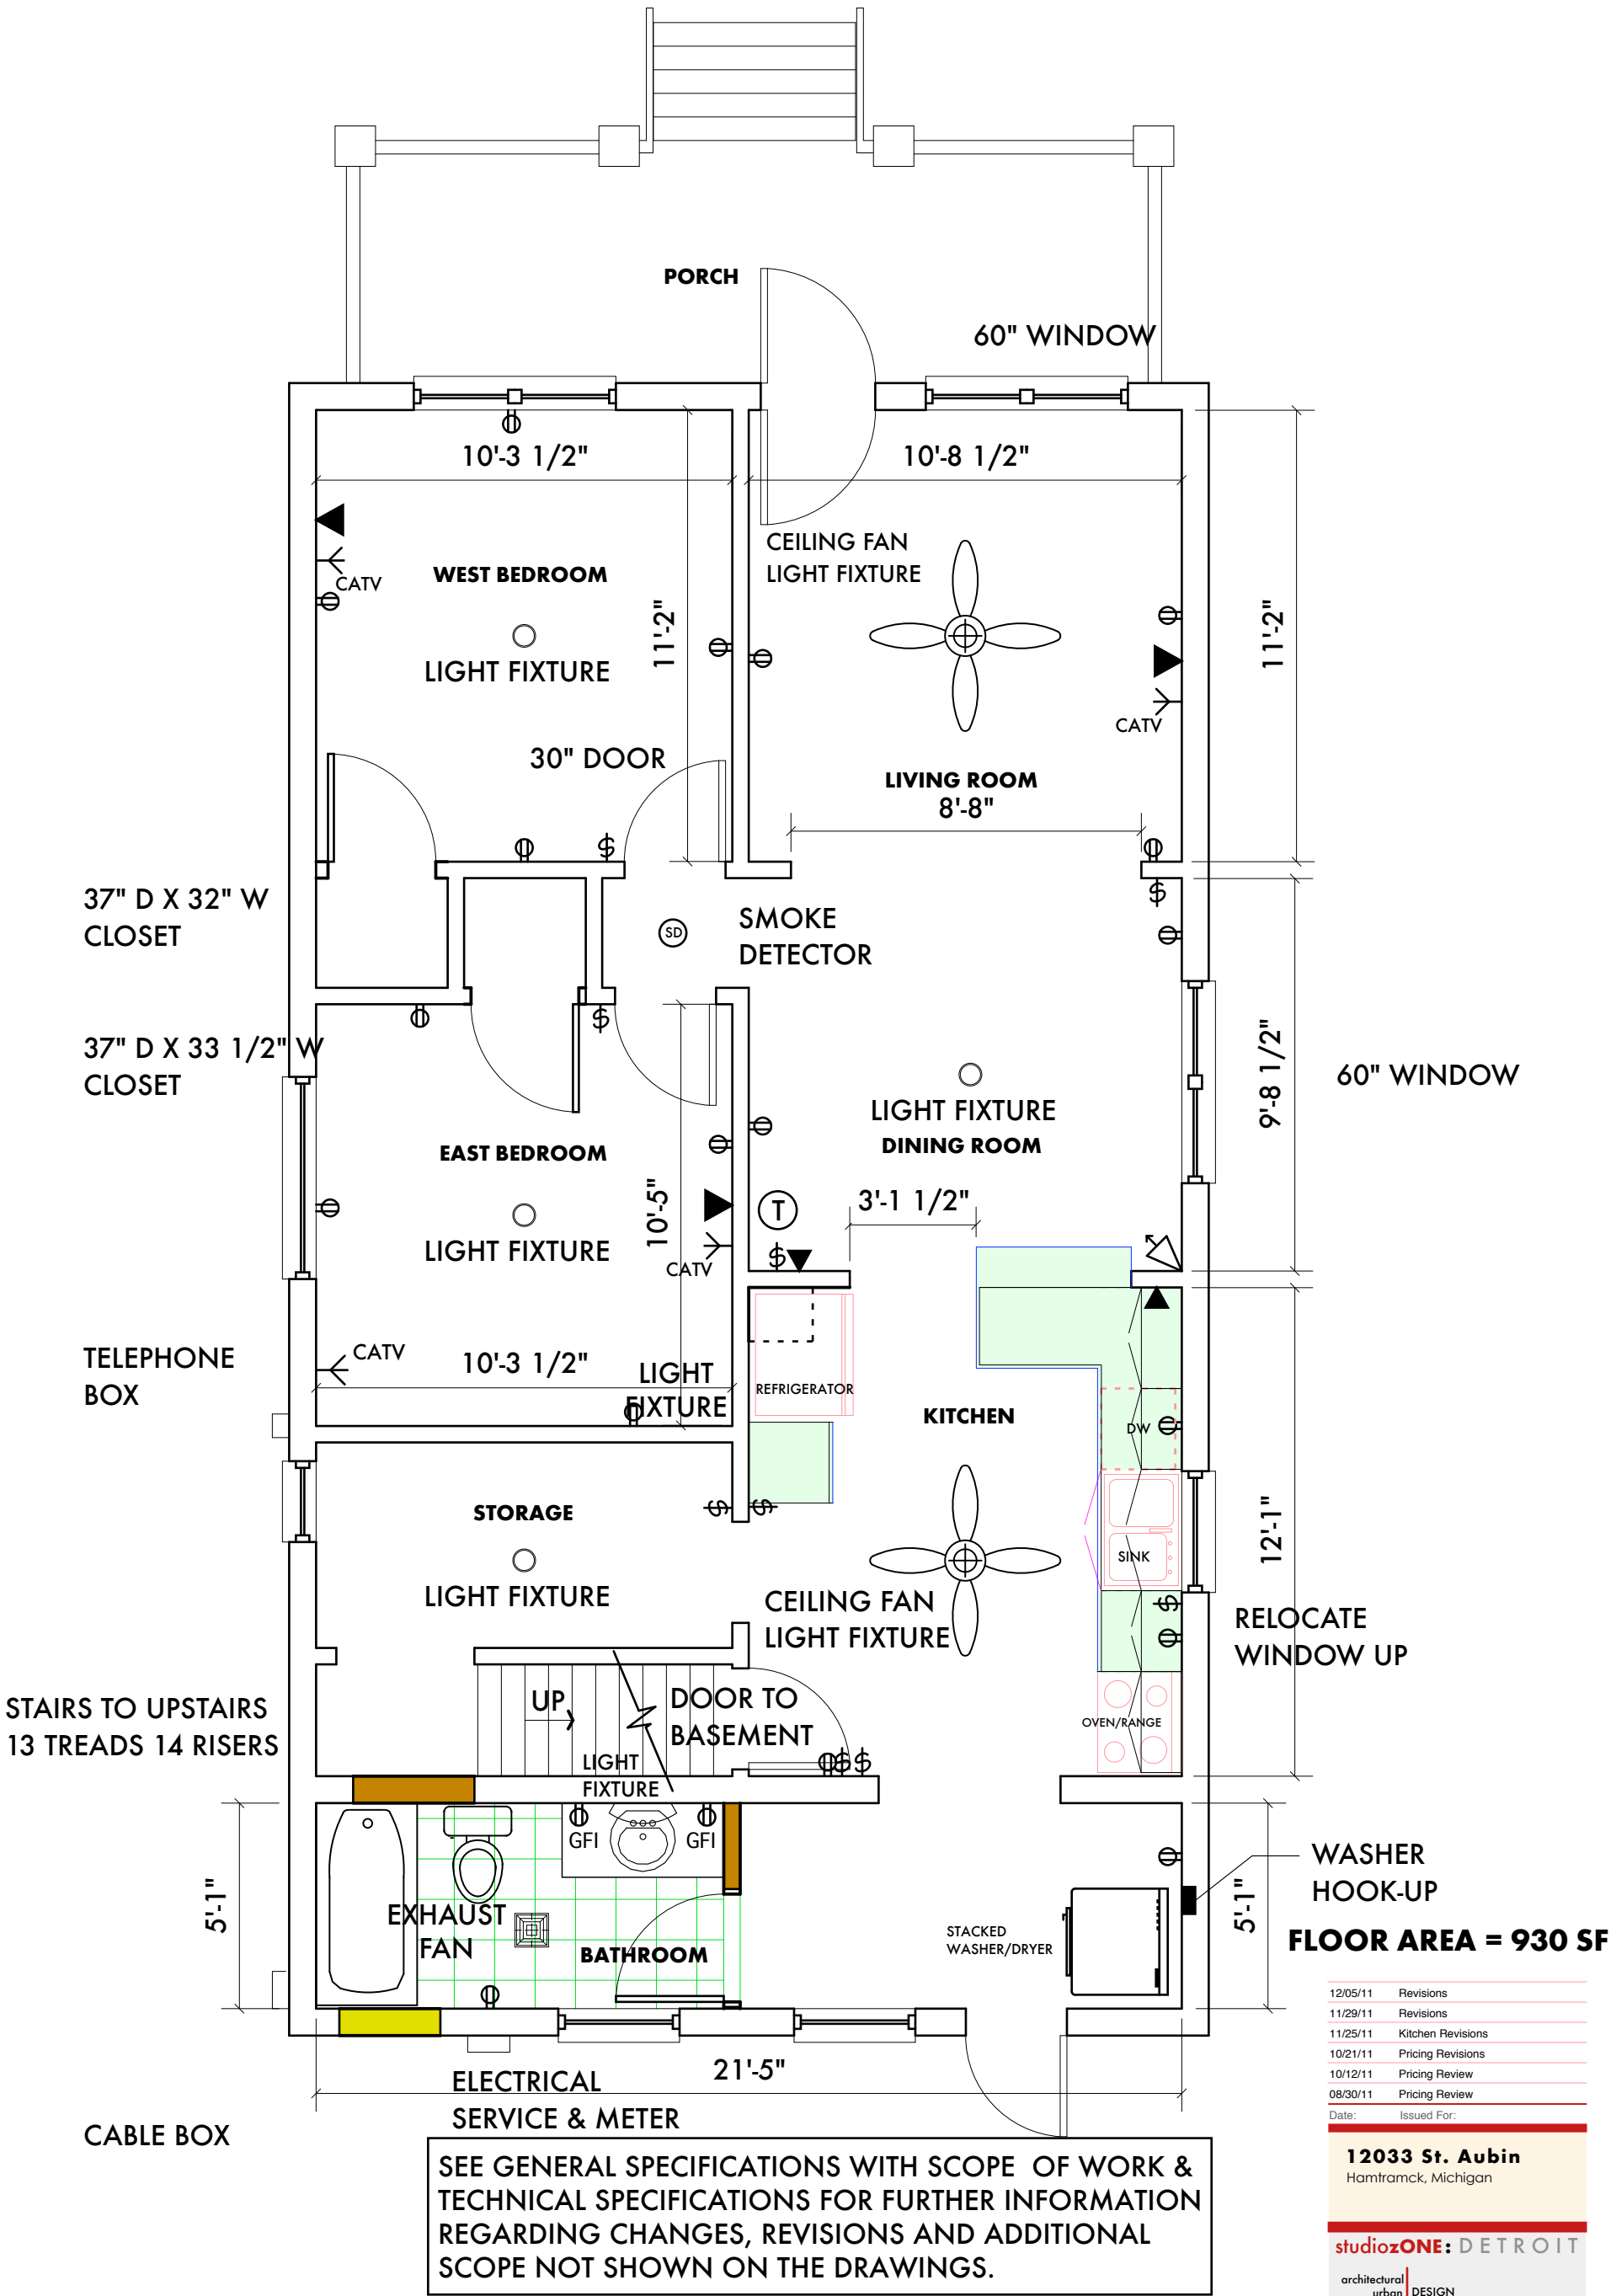 PORCH
60" WINDOW
10'-3 1/2"
10'-8 1/2"
CEILING FAN
LIGHT FIXTURE
CATV
WEST BEDROOM
11'-2"
11'-2"
LIGHT FIXTURE
CATV
30" DOOR
LIVING ROOM
8'-8"
$
$
37" D X 32" W
CLOSET
SD
SMOKE
DETECTOR
$
37" D X 33 1/2" W
CLOSET
9'-8 1/2"
60" WINDOW
LIGHT FIXTURE
DINING ROOM
EAST BEDROOM
10'-5"
T
3'-1 1/2"
LIGHT FIXTURE
CATV
$
TELEPHONE
BOX
CATV
10'-3 1/2"
LIGHT
FIXTURE
REFRIGERATOR
KITCHEN
DW
STORAGE
$
$
12'-1"
SINK
LIGHT FIXTURE
CEILING FAN
LIGHT FIXTURE
$
RELOCATE
WINDOW UP
STAIRS TO UPSTAIRS
13 TREADS 14 RISERS
UP
DOOR TO
BASEMENT
OVEN/RANGE
LIGHT
FIXTURE
$$
GFI
GFI
5'-1"
EXHAUST
FAN
BATHROOM
STACKED
WASHER/DRYER
5'-1"
WASHER
HOOK-UP
FLOOR AREA = 930 SF
21'-5"
ELECTRICAL
SERVICE & METER
CABLE BOX
SEE GENERAL SPECIFICATIONS WITH SCOPE OF WORK &
TECHNICAL SPECIFICATIONS FOR FURTHER INFORMATION
REGARDING CHANGES, REVISIONS AND ADDITIONAL
SCOPE NOT SHOWN ON THE DRAWINGS.
12/05/11 Revisions
11/29/11 Revisions
11/25/11 Kitchen Revisions
10/21/11 Pricing Revisions
10/12/11 Pricing Review
08/30/11 Pricing Review
Date: Issued For:
12033 St. Aubin
Hamtramck, Michigan
studiozONE: DETROIT
architectural
urban DESIGN